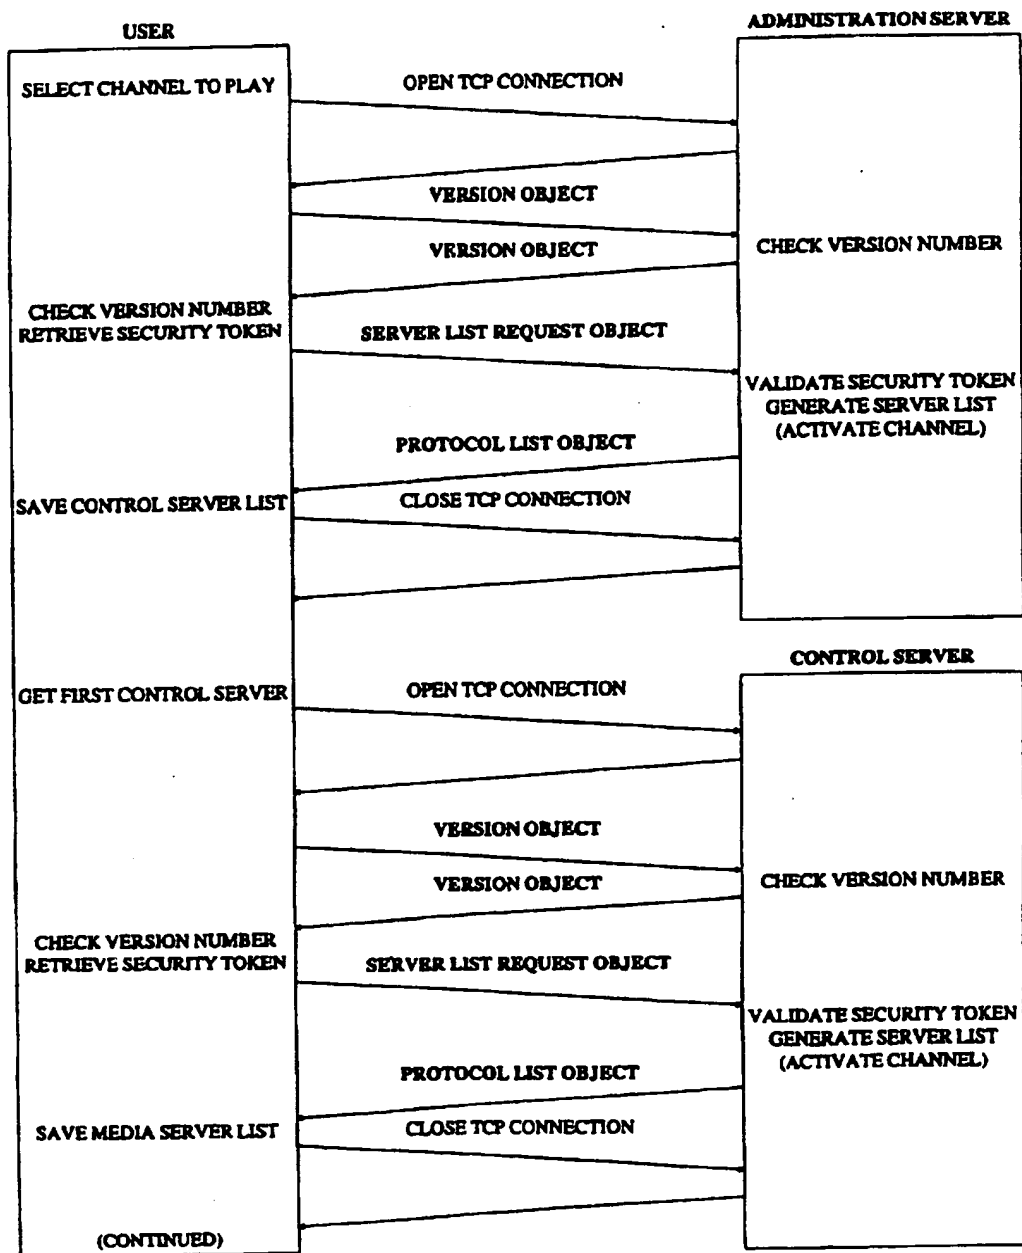 USER
ADMINISTRATION SERVER
SELECT CHANNEL TO PLAY
OPEN TCP CONNECTION
VERSION OBJECT
VERSION OBJECT
CHECK VERSION NUMBER
CHECK VERSION NUMBER
RETRIEVE SECURITY TOKEN
SERVER LIST REQUEST OBJECT
VALIDATE SECURITY TOKEN
GENERATE SERVER LIST
(ACTIVATE CHANNEL)
PROTOCOL LIST OBJECT
SAVE CONTROL SERVER LIST
CLOSE TCP CONNECTION
CONTROL SERVER
GET FIRST CONTROL SERVER
OPEN TCP CONNECTION
VERSION OBJECT
VERSION OBJECT
CHECK VERSION NUMBER
CHECK VERSION NUMBER
RETRIEVE SECURITY TOKEN
SERVER LIST REQUEST OBJECT
VALIDATE SECURITY TOKEN
GENERATE SERVER LIST
(ACTIVATE CHANNEL)
PROTOCOL LIST OBJECT
SAVE MEDIA SERVER LIST
CLOSE TCP CONNECTION
(CONTINUED)